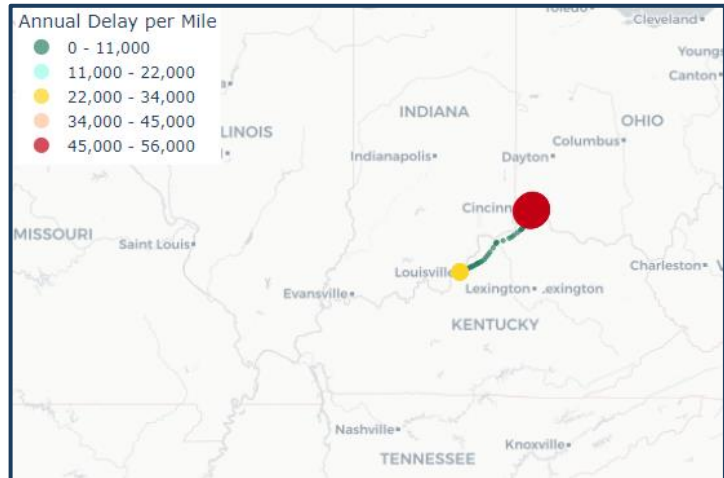 Annual Delay per Mile
0 - 11,000
11,000 - 22,000
22,000 - 34,000
34,000 - 45,000
45,000 - 56,000
Cleveland
Youngs
Canton
INDIANA
OHIO
LINOIS
Columbus
Indianapolis
Dayton
Cincinn
MISSOURI
Saint Louis
Louisville
Charleston
Evansville
Lexington
.exington
KENTUCKY
Nashville
Knoxville
TENNESSEE